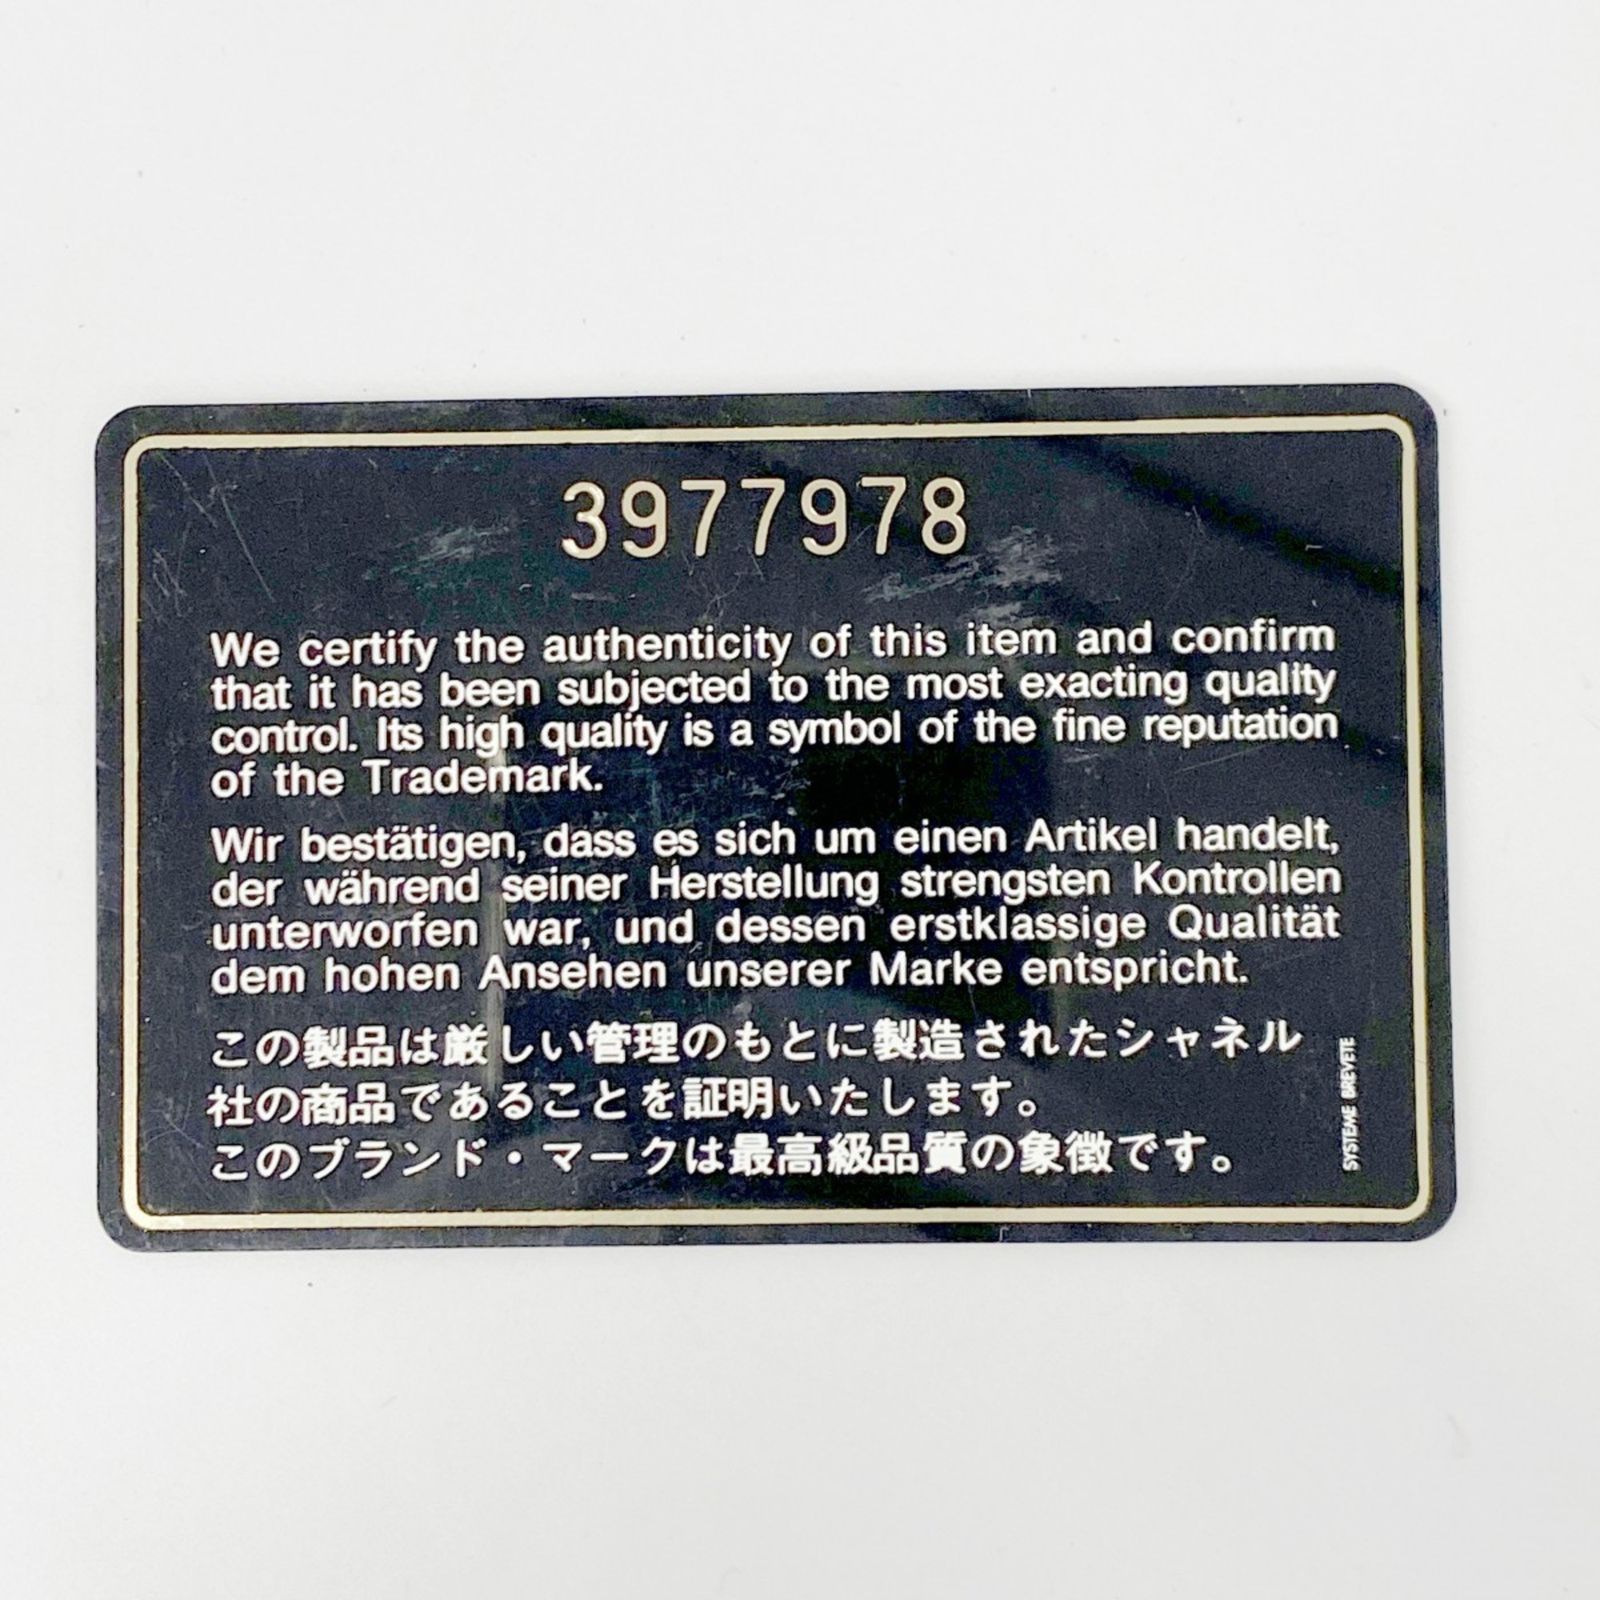 3977978
We certify the authenticity of this item and confirm
that it has been subjected to the most exacting quality
control. Its high quality is a symbol of the fine reputation
of the Trademark.
Wir bestätigen, dass es sich um einen Artikel handelt,
der während seiner Herstellung strengsten Kontrollen
unterworfen war, und dessen erstklassige Qualität
dem hohen Ansehen unserer Marke entspricht.
この製品は厳しい管理のもとに製造されたシャネル
社の商品であることを証明いたします。
このブランド・マークは最高級品質の象徴です。
SYSTEME BREVETE